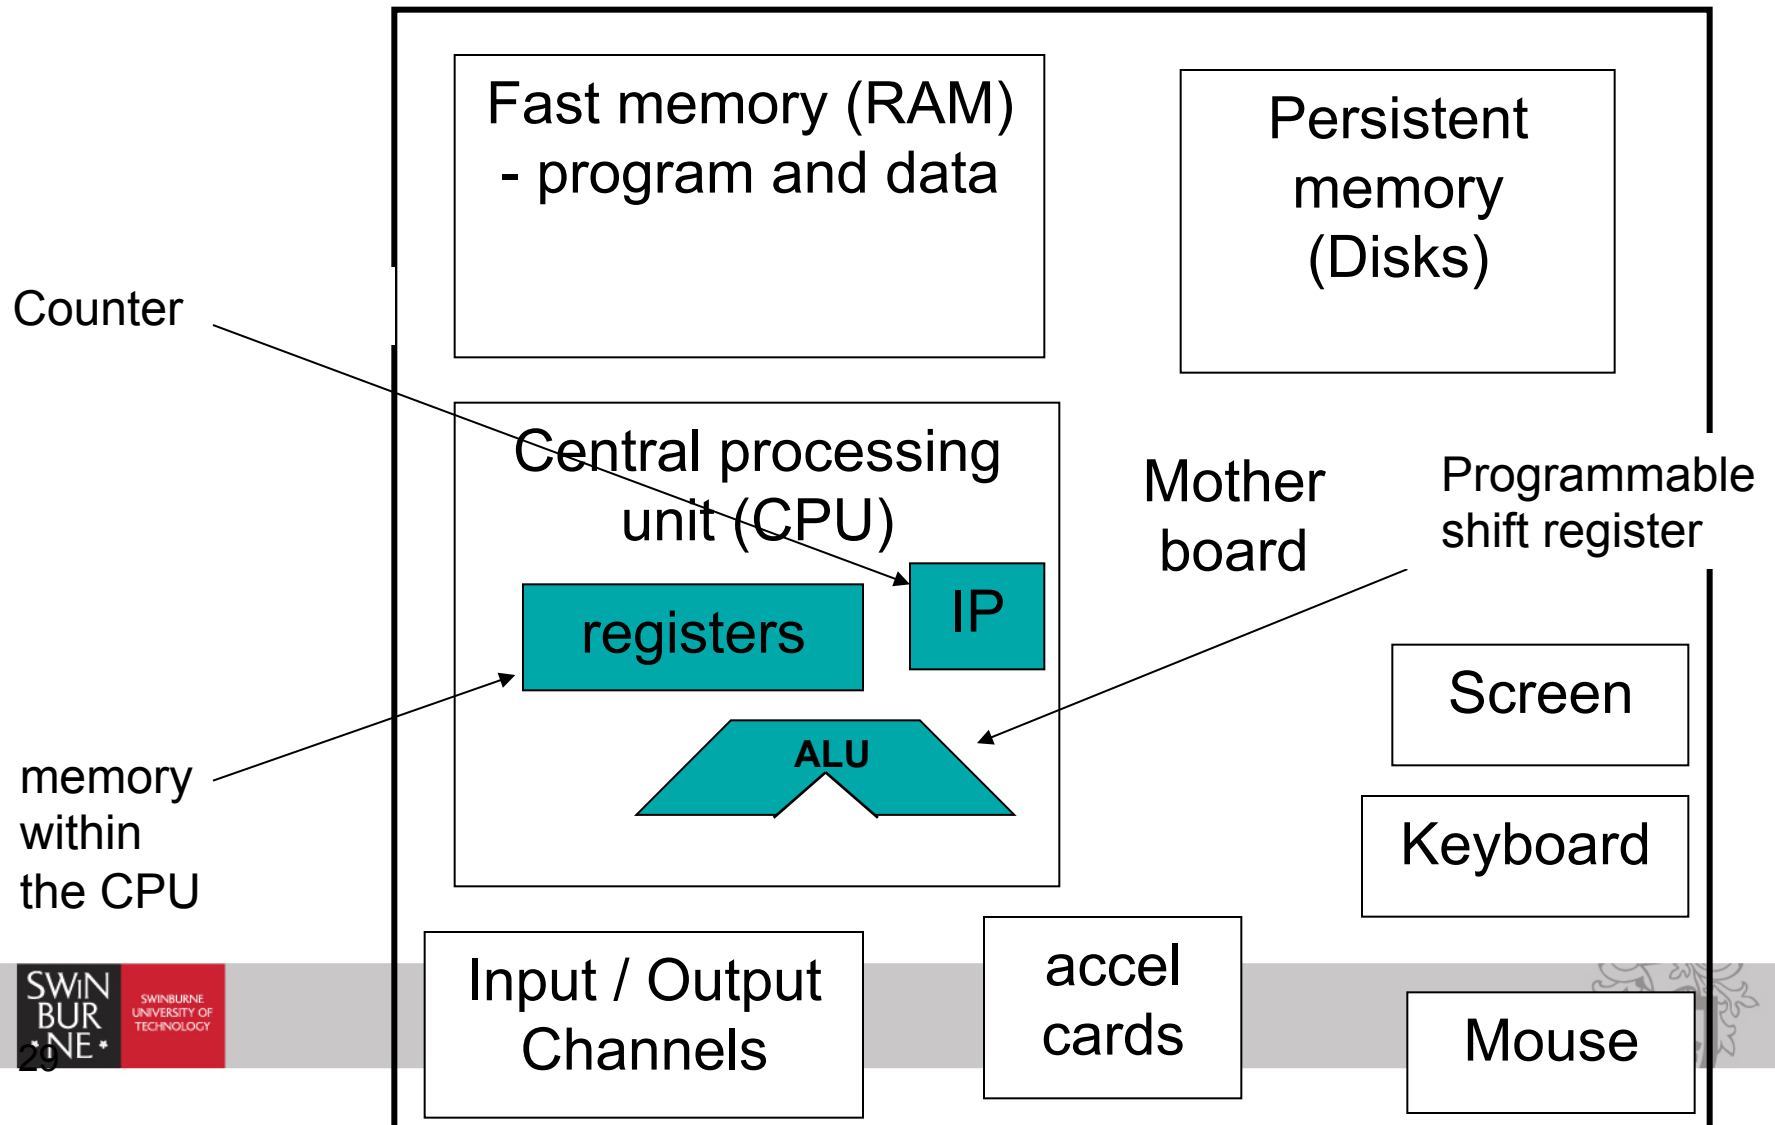 Fast memory (RAM)
- program and data
Persistent
memory
(Disks)
Counter
Central processing
unit (CPU)
Mother
board
Programmable
shift register
registers
IP
ALU
Screen
memory
within
the CPU
Keyboard
Input / Output
Channels
accel
cards
Mouse
SWIN
BUR
NE
SWINBURNE
UNIVERSITY OF
TECHNOLOGY
29